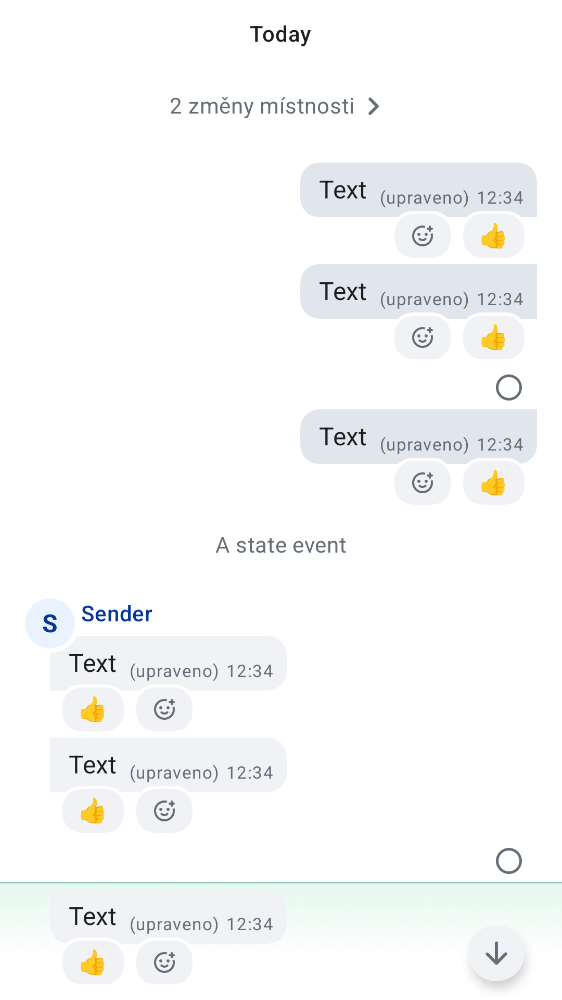 Today
2 změny místnosti
Text (upraveno) 12:34
👍
Text (upraveno) 12:34
👍
Text (upraveno) 12:34
👍
A state event
S Sender
Text (upraveno) 12:34
👍
Text (upraveno) 12:34
👍
Text (upraveno) 12:34
👍